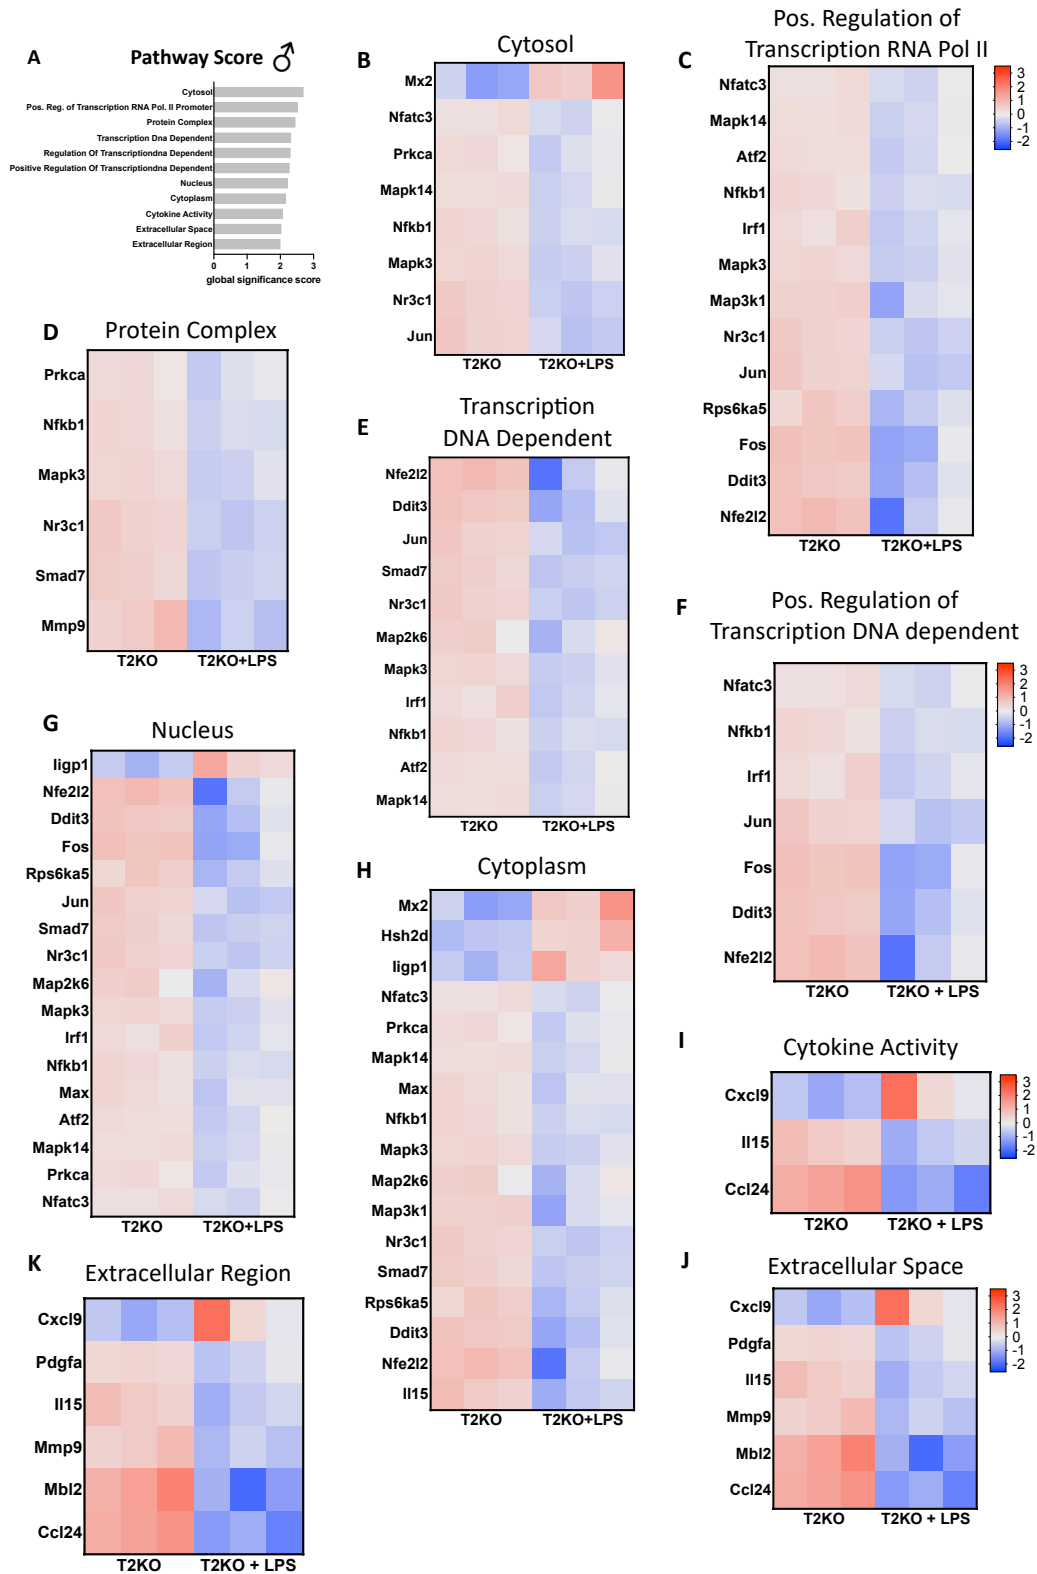 A
Pathway Score ♂
Cytosol
Pos. Reg. of Transcription RNA Pol. II Promoter
Protein Complex
Transcription Dna Dependent
Regulation Of Transcriptiondna Dependent
Positive Regulation Of Transcriptiondna Dependent
Nucleus
Cytoplasm
Cytokine Activity
Extracellular Space
Extracellular Region
0 1 2 3
global significance score
B
Cytosol
Mx2
Nfatc3
Prkca
Mapk14
Nfkb1
Mapk3
Nr3c1
Jun
T2KO T2KO+LPS
C
Pos. Regulation of
Transcription RNA Pol II
Nfatc3
Mapk14
Atf2
Nfkb1
Irf1
Mapk3
Map3k1
Nr3c1
Jun
Rps6ka5
Fos
Ddit3
Nfe2l2
T2KO T2KO+LPS
3
2
1
0
-1
-2
D
Protein Complex
Prkca
Nfkb1
Mapk3
Nr3c1
Smad7
Mmp9
T2KO T2KO+LPS
E
Transcription
DNA Dependent
Nfe2l2
Ddit3
Jun
Smad7
Nr3c1
Map2k6
Mapk3
Irf1
Nfkb1
Atf2
Mapk14
T2KO T2KO+LPS
F
Pos. Regulation of
Transcription DNA dependent
Nfatc3
Nfkb1
Irf1
Jun
Fos
Ddit3
Nfe2l2
T2KO T2KO + LPS
3
2
1
0
-1
-2
G
Nucleus
Iigp1
Nfe2l2
Ddit3
Fos
Rps6ka5
Jun
Smad7
Nr3c1
Map2k6
Mapk3
Irf1
Nfkb1
Max
Atf2
Mapk14
Prkca
Nfatc3
T2KO T2KO+LPS
H
Cytoplasm
Mx2
Hsh2d
Iigp1
Nfatc3
Prkca
Mapk14
Max
Nfkb1
Mapk3
Map2k6
Map3k1
Nr3c1
Smad7
Rps6ka5
Ddit3
Nfe2l2
Il15
T2KO T2KO+LPS
I
Cytokine Activity
Cxcl9
Il15
Ccl24
T2KO T2KO + LPS
3
2
1
0
-1
-2
J
Extracellular Space
Cxcl9
Pdgfa
Il15
Mmp9
Mbl2
Ccl24
T2KO T2KO + LPS
3
2
1
0
-1
-2
K
Extracellular Region
Cxcl9
Pdgfa
Il15
Mmp9
Mbl2
Ccl24
T2KO T2KO + LPS